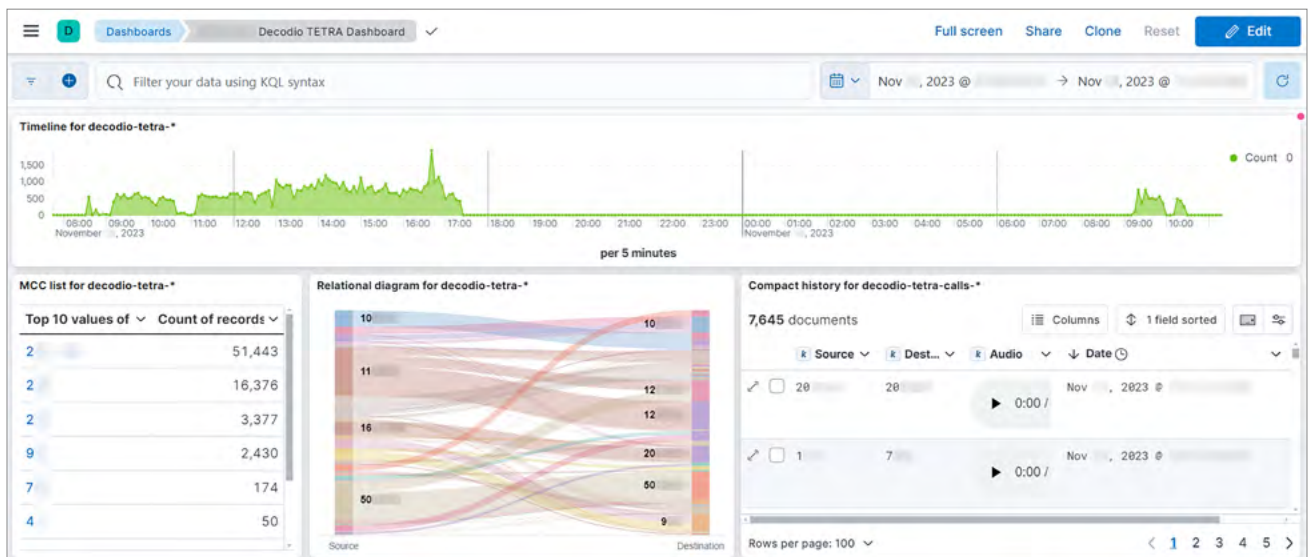 D Dashboards Decodio TETRA Dashboard Full screen Share Clone Reset Edit
Filter your data using KQL syntax Nov , 2023 @ → Nov , 2023 @
Timeline for decodio-tetra-*
Count 0
1,500
1,000
500
0
08:00 09:00 10:00 11:00 12:00 13:00 14:00 15:00 16:00 17:00 18:00 19:00 20:00 21:00 22:00 23:00 00:00 01:00 02:00 03:00 04:00 05:00 06:00 07:00 08:00 09:00 10:00
November , 2023 November , 2023
per 5 minutes
MCC list for decodio-tetra-*
Top 10 values of Count of records
2 51,443
2 16,376
2 3,377
9 2,430
7 174
4 50
Relational diagram for decodio-tetra-*
10 10
11
12
12
16
20
50
50
9
Source Destination
Compact history for decodio-tetra-calls-*
7,645 documents Columns 1 field sorted
k Source k Dest... k Audio ↓ Date
20 20 0:00 / Nov , 2023 @
1 7 0:00 / Nov , 2023 @
Rows per page: 100 < 1 2 3 4 5 >